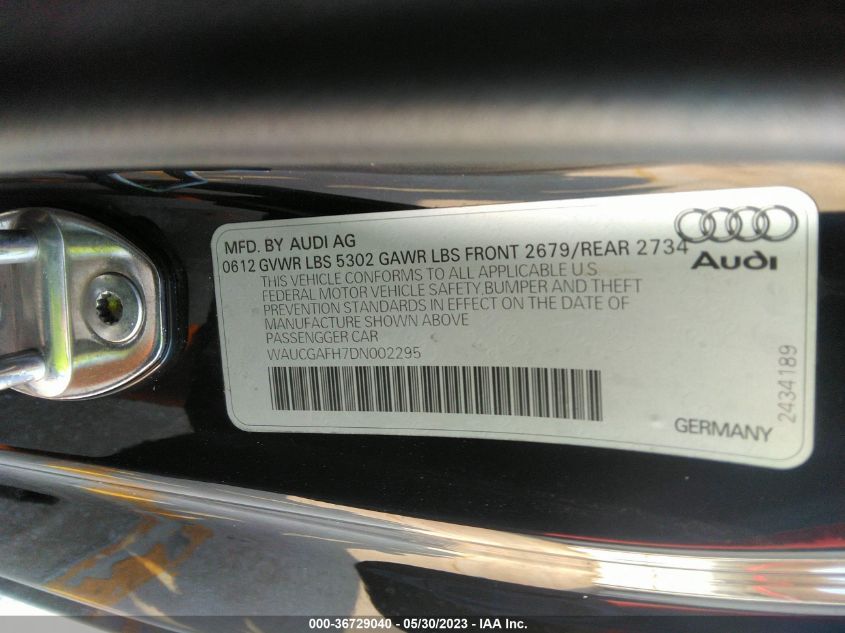 MFD. BY AUDI AG
0612 GVWR LBS 5302 GAWR LBS FRONT 2679/REAR 2734
THIS VEHICLE CONFORMS TO ALL APPLICABLE U.S.
FEDERAL MOTOR VEHICLE SAFETY,BUMPER AND THEFT
PREVENTION STANDARDS IN EFFECT ON THE DATE OF
MANUFACTURE SHOWN ABOVE
PASSENGGER CAR
WAUCGAFH7DN002295
Audi
2434189
GERMANY
000-36729040 / 05/30/2023 - IAA Inc.